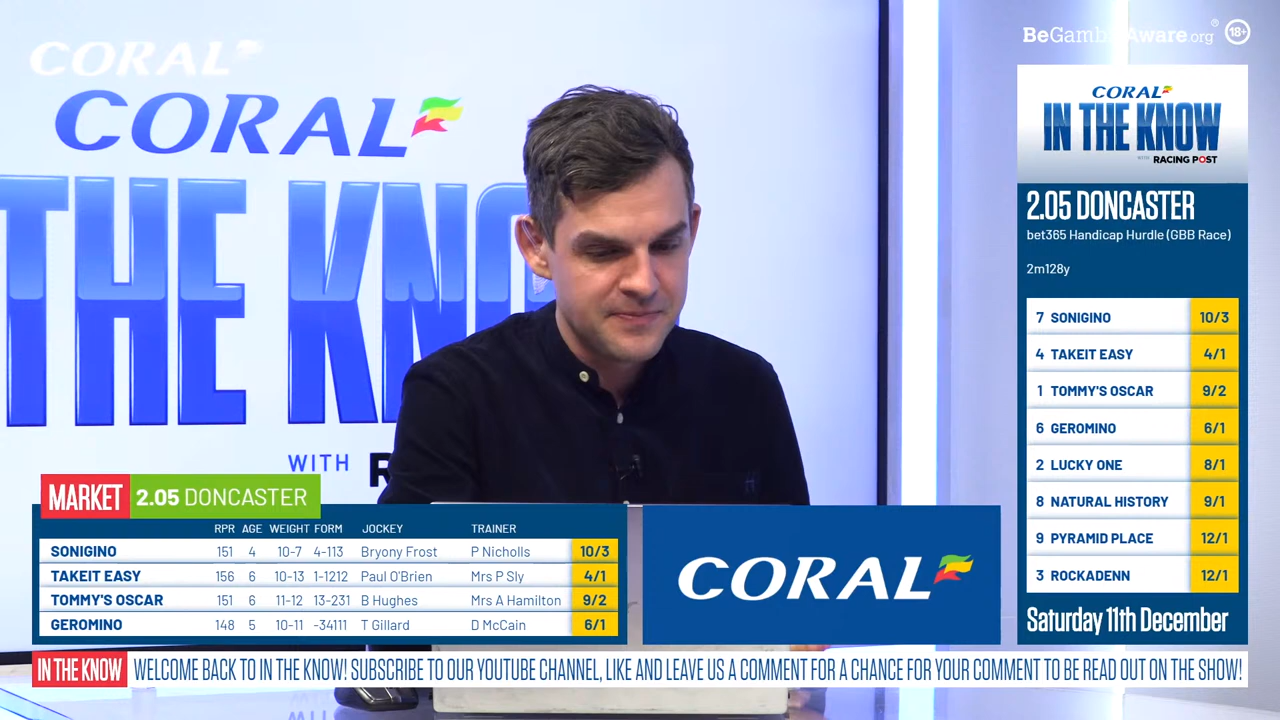 CORAL
CORAL
THE KNO
WITH R
BeGambleAware.org® 18+
CORAL
IN THE KNOW
WITH RACING POST
2.05 DONCASTER
bet365 Handicap Hurdle (GBB Race)
2m128y
7 SONIGINO 10/3
4 TAKEIT EASY 4/1
1 TOMMY'S OSCAR 9/2
6 GEROMINO 6/1
2 LUCKY ONE 8/1
8 NATURAL HISTORY 9/1
9 PYRAMID PLACE 12/1
3 ROCKADENN 12/1
Saturday 11th December
MARKET 2.05 DONCASTER
RPR AGE WEIGHT FORM JOCKEY TRAINER
SONIGINO 151 4 10-7 4-113 Bryony Frost P Nicholls 10/3
TAKEIT EASY 156 6 10-13 1-1212 Paul O'Brien Mrs P Sly 4/1
TOMMY'S OSCAR 151 6 11-12 13-231 B Hughes Mrs A Hamilton 9/2
GEROMINO 148 5 10-11 -34111 T Gillard D McCain 6/1
CORAL
IN THE KNOW WELCOME BACK TO IN THE KNOW! SUBSCRIBE TO OUR YOUTUBE CHANNEL, LIKE AND LEAVE US A COMMENT FOR A CHANCE FOR YOUR COMMENT TO BE READ OUT ON THE SHOW!